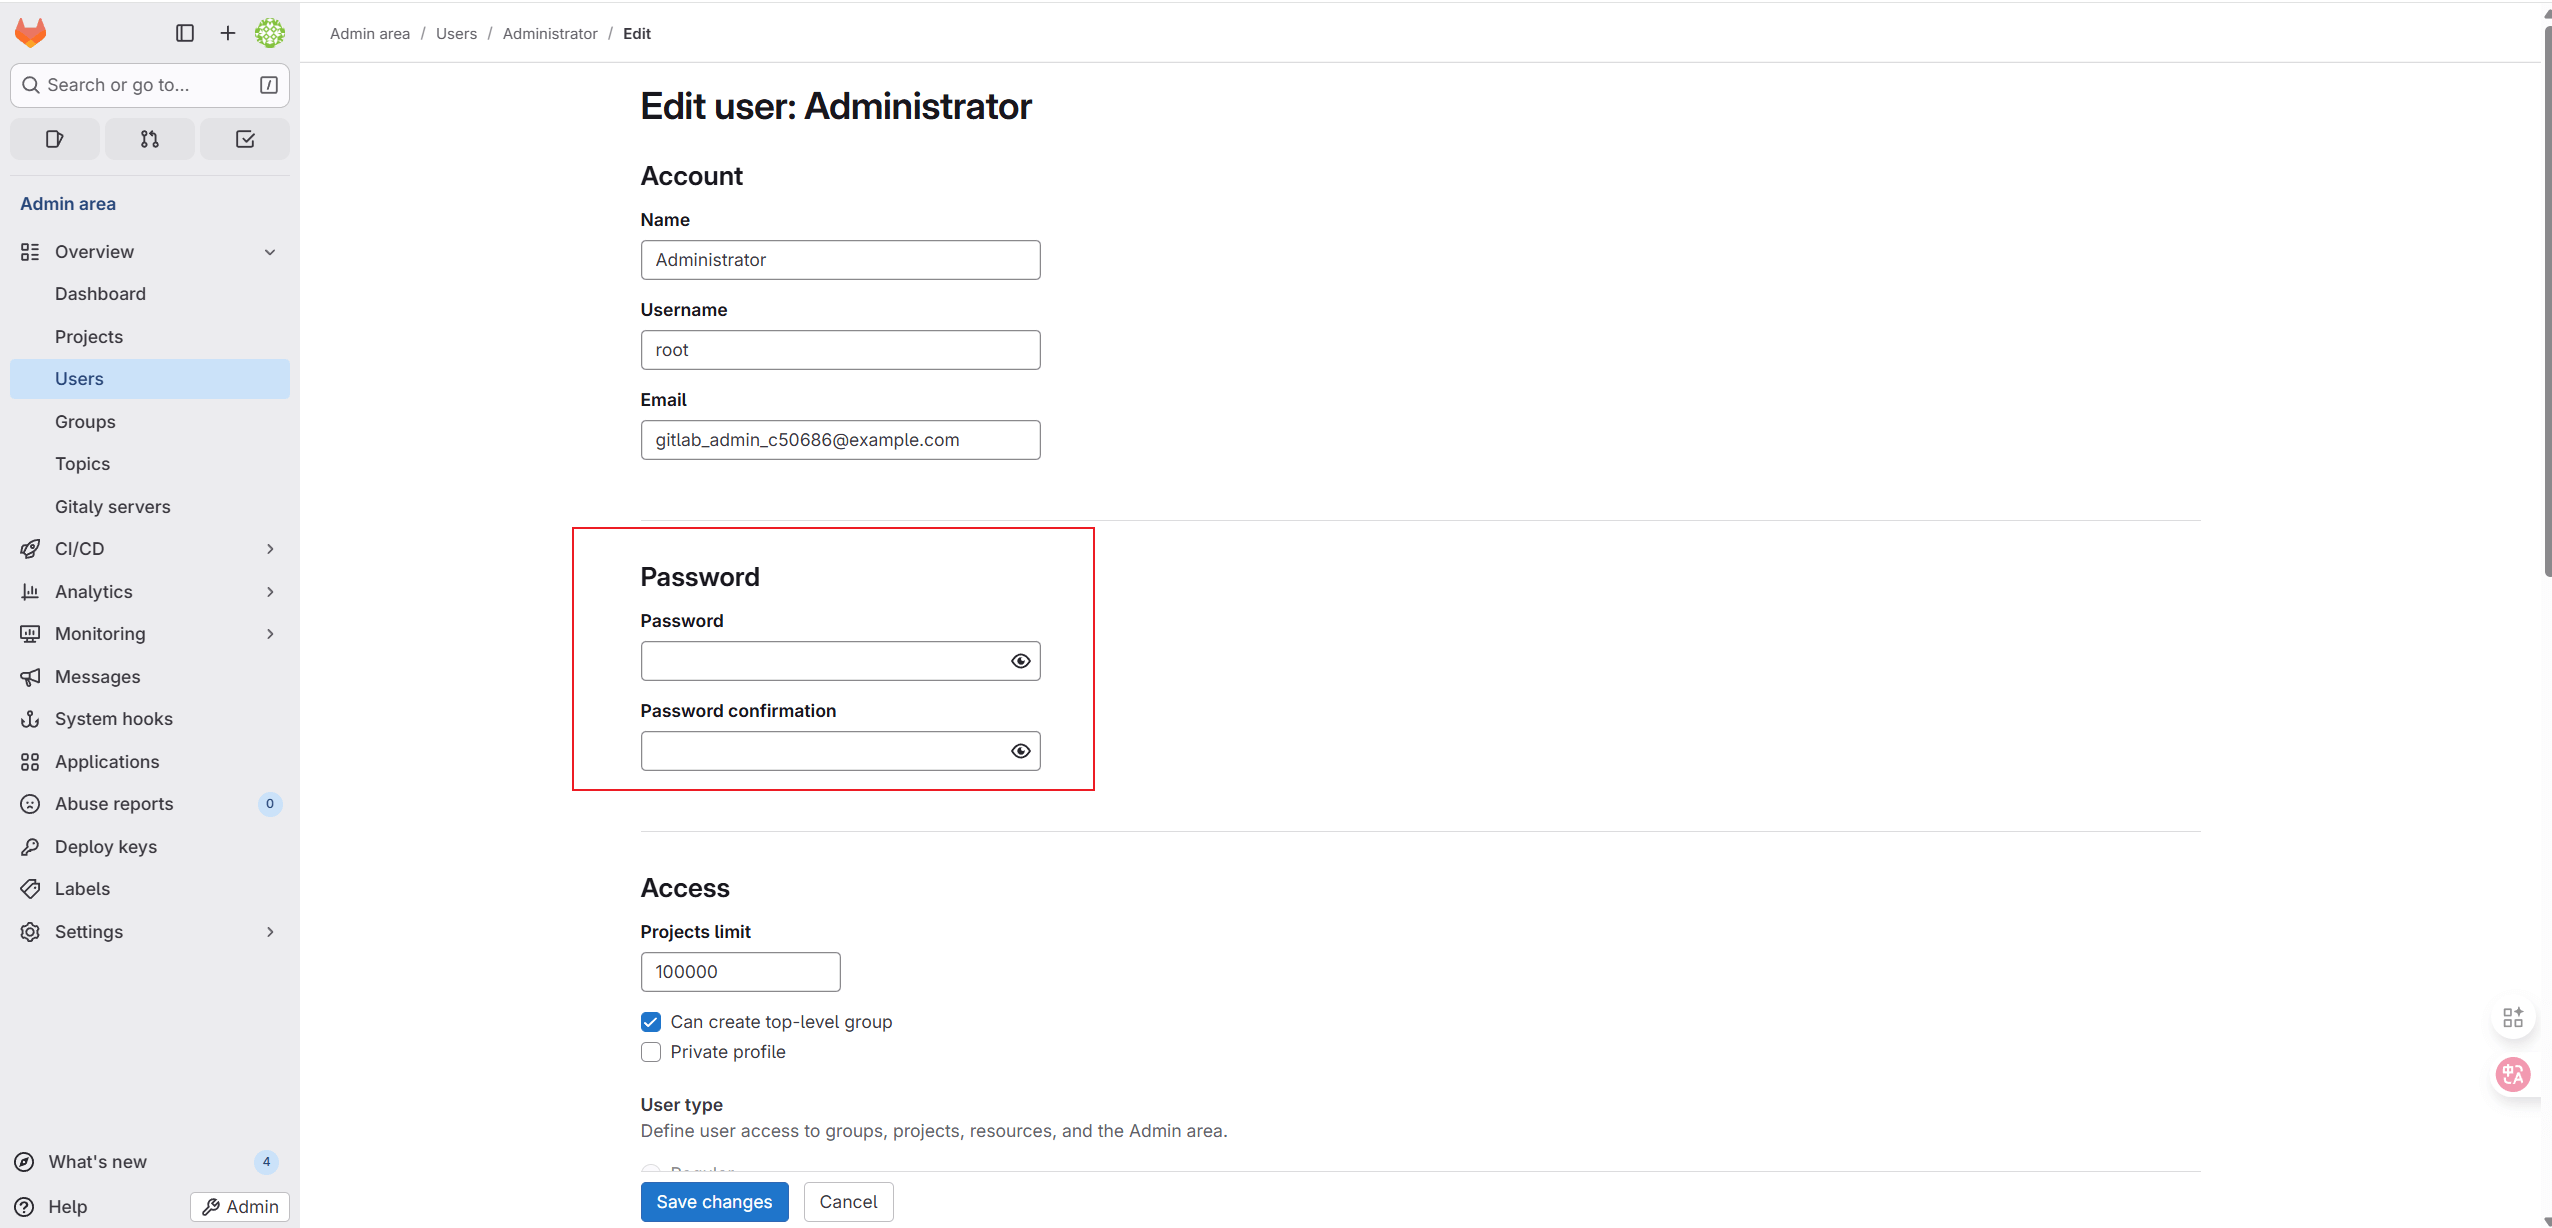 Admin area / Users / Administrator / Edit
Search or go to...
/
Admin area
Overview
Dashboard
Projects
Users
Groups
Topics
Gitaly servers
CI/CD
Analytics
Monitoring
Messages
System hooks
Applications
Abuse reports 0
Deploy keys
Labels
Settings
What's new 4
Help
Admin
Edit user: Administrator
Account
Name
Administrator
Username
root
Email
gitlab_admin_c50686@example.com
Password
Password
Password confirmation
Access
Projects limit
100000
Can create top-level group
Private profile
User type
Define user access to groups, projects, resources, and the Admin area.
Save changes
Cancel
中A